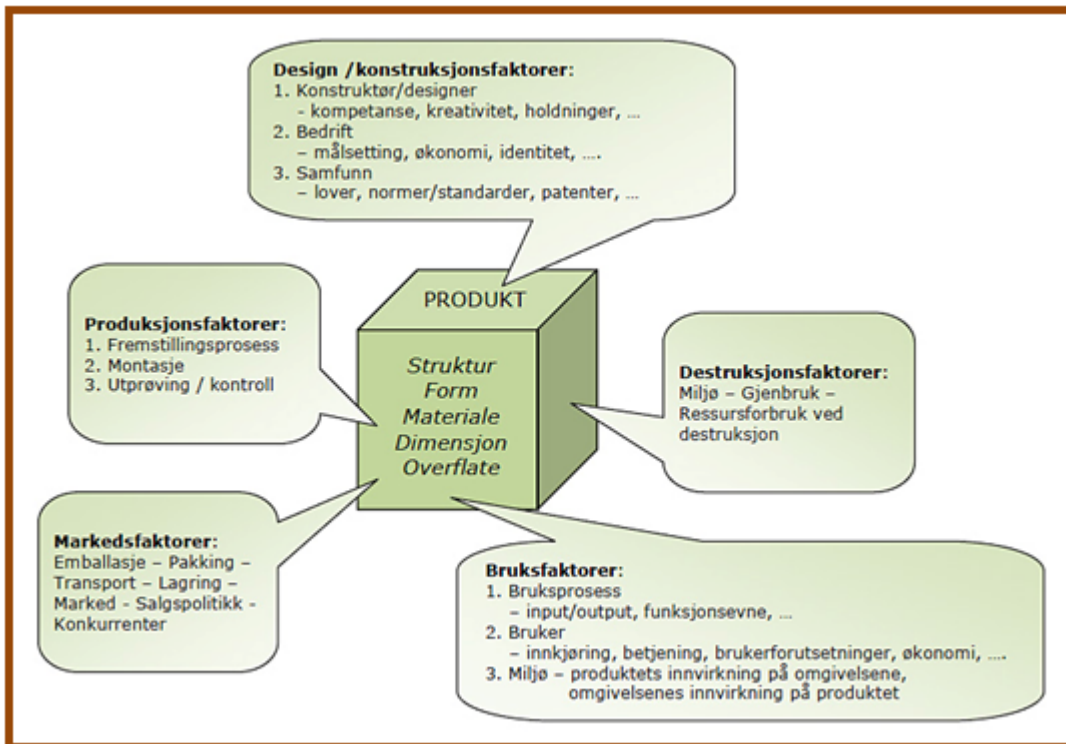 Design /konstruksjonsfaktorer:
1. Konstruktør/designer
- kompetanse, kreativitet, holdninger, ...
2. Bedrift
– målsetting, økonomi, identitet, ....
3. Samfunn
– lover, normer/standarder, patenter, ...
PRODUKT
Struktur
Form
Materiale
Dimensjon
Overflate
Produksjonsfaktorer:
1. Fremstillingsprosess
2. Montasje
3. Utprøving / kontroll
Destruksjonsfaktorer:
Miljø – Gjenbruk –
Ressursforbruk ved
destruksjon
Markedsfaktorer:
Emballasje – Pakking –
Transport – Lagring –
Marked - Salgspolitikk -
Konkurrenter
Bruksfaktorer:
1. Bruksprosess
– input/output, funksjonsevne, ...
2. Bruker
– innkjøring, betjening, brukerforutsetninger, økonomi, ....
3. Miljø – produktets innvirkning på omgivelsene,
omgivelsenes innvirkning på produktet